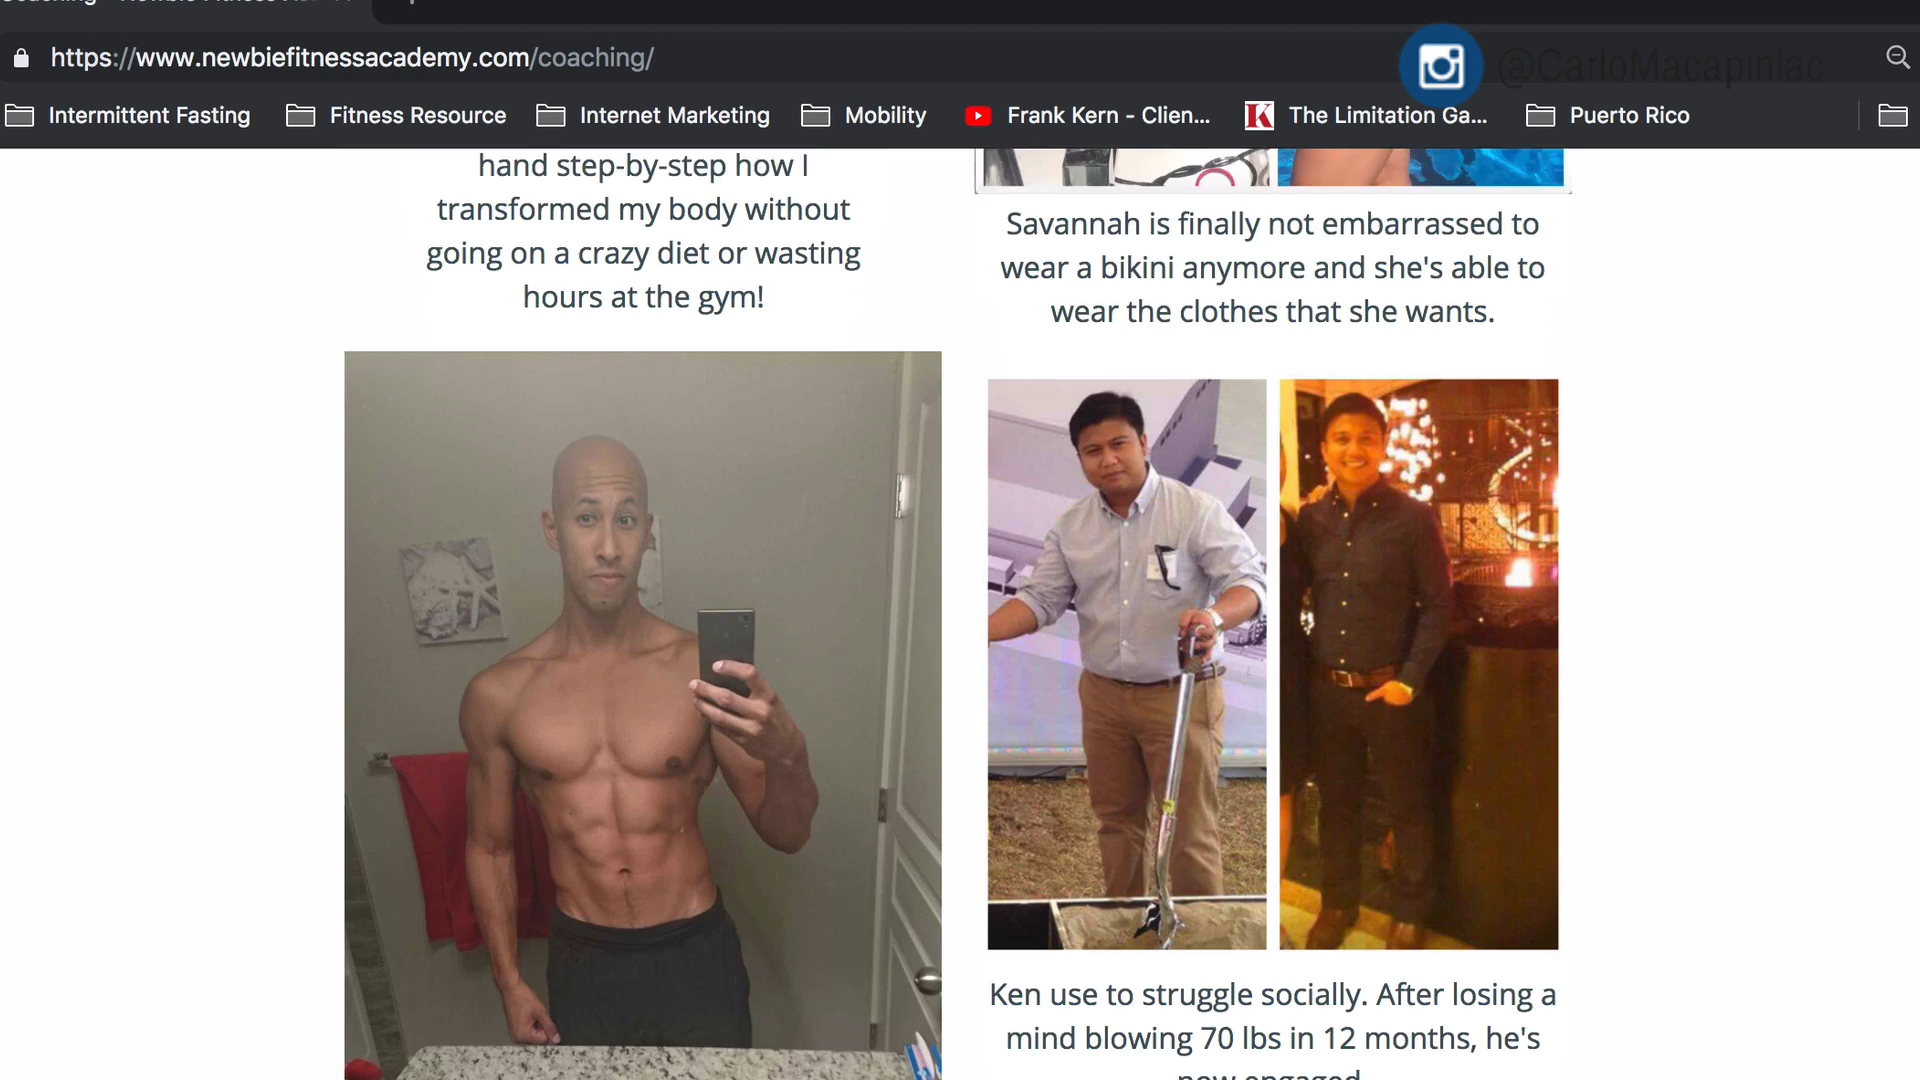 https://www.newbiefitnessacademy.com/coaching/
@CarloMacapinlac
Intermittent Fasting
Fitness Resource
Internet Marketing
Mobility
Frank Kern - Clien...
The Limitation Ga...
Puerto Rico
hand step-by-step how I
transformed my body without
going on a crazy diet or wasting
hours at the gym!
Savannah is finally not embarrassed to
wear a bikini anymore and she's able to
wear the clothes that she wants.
Ken use to struggle socially. After losing a
mind blowing 70 lbs in 12 months, he's
now engaged